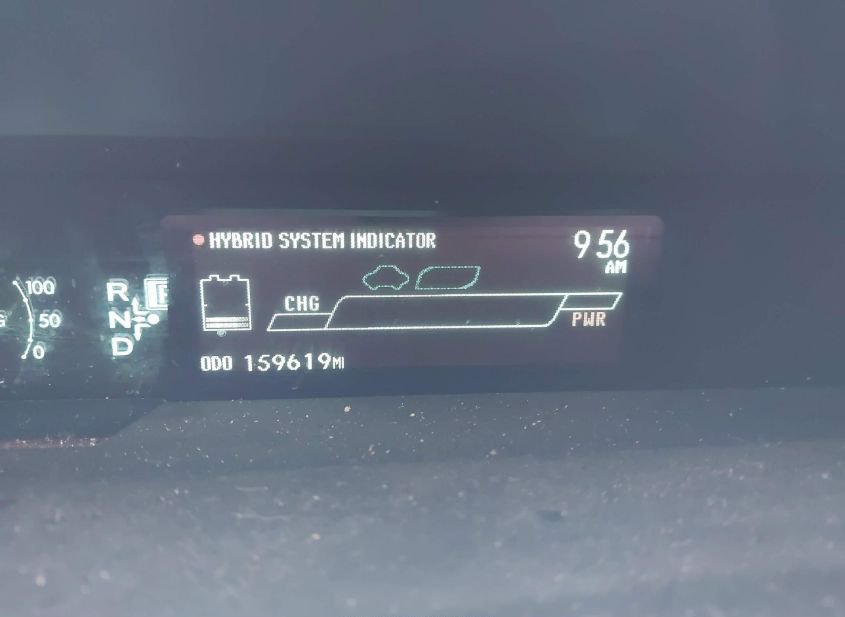 HYBRID SYSTEM INDICATOR
9 56
AM
100
50
0
R
N
D
CHG
PWR
ODO 159619MI